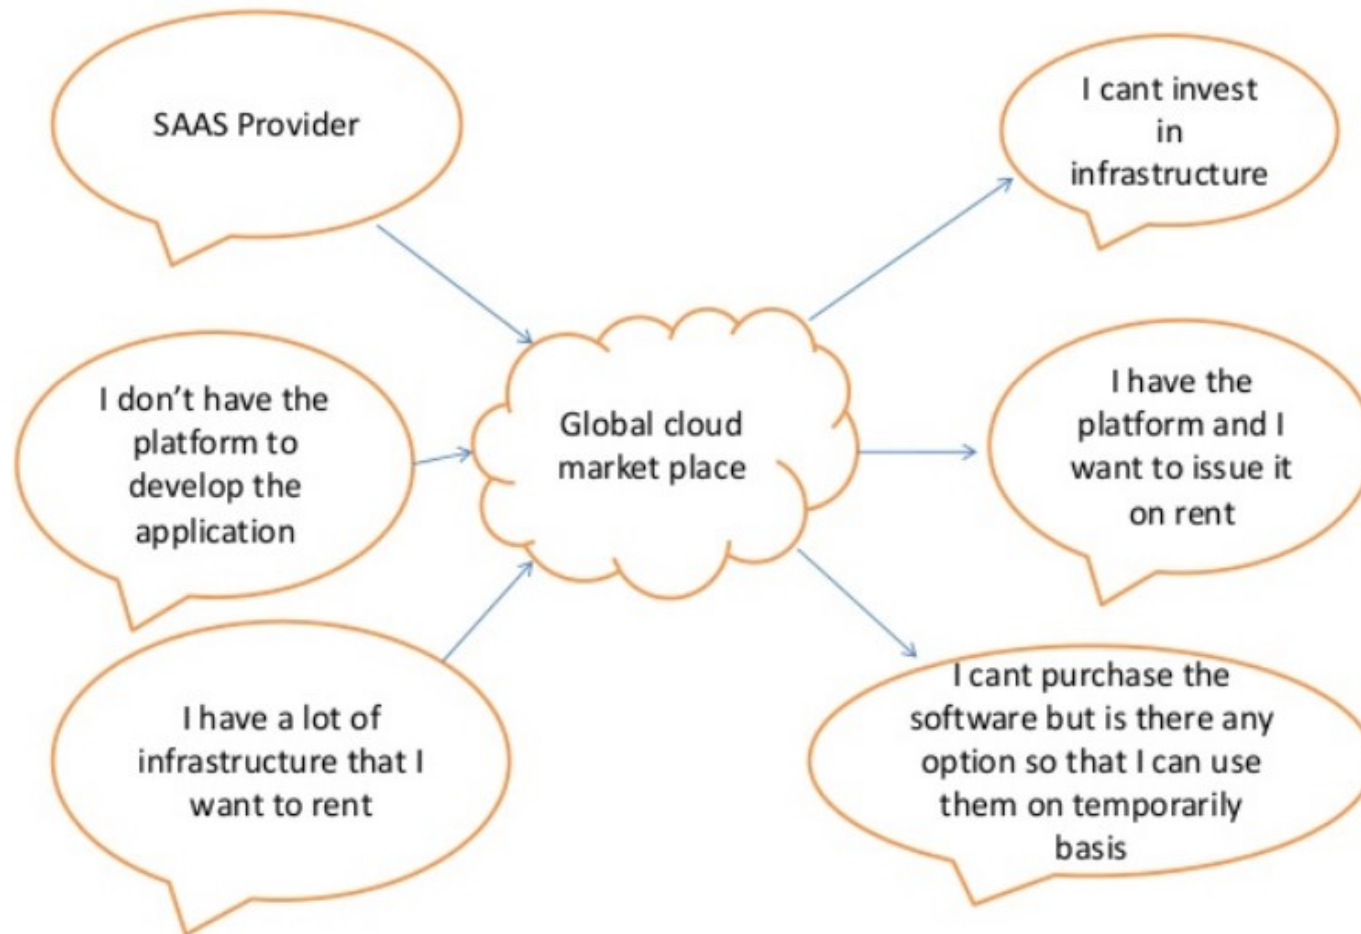 SAAS Provider
I cant invest
in
infrastructure
I don’t have the
platform to
develop the
application
Global cloud
market place
I have the
platform and I
want to issue it
on rent
I have a lot of
infrastructure that I
want to rent
I cant purchase the
software but is there any
option so that I can use
them on temporarily
basis